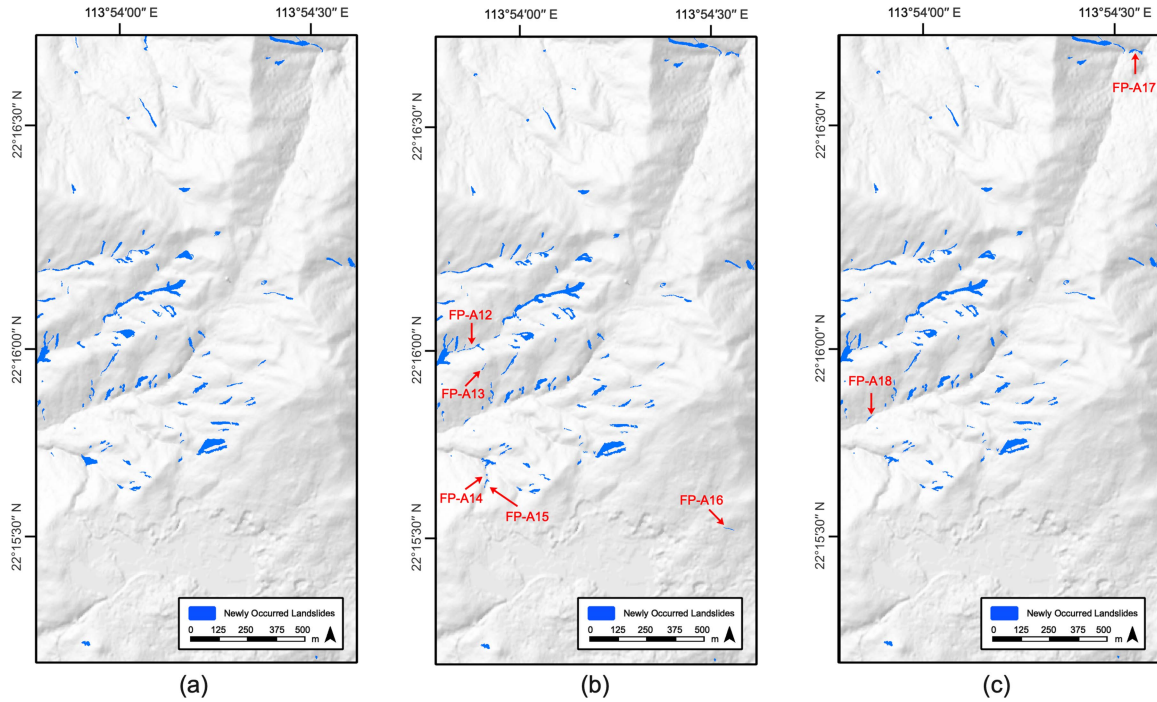 113°54′00″ E
113°54′30″ E
22°16′30″ N
22°16′00″ N
22°15′30″ N
Newly Occurred Landslides
0 125 250 375 500 m
(a)
113°54′00″ E
113°54′30″ E
22°16′30″ N
22°16′00″ N
22°15′30″ N
FP-A12
FP-A13
FP-A14
FP-A15
FP-A16
Newly Occurred Landslides
0 125 250 375 500 m
(b)
113°54′00″ E
113°54′30″ E
22°16′30″ N
22°16′00″ N
22°15′30″ N
FP-A17
FP-A18
Newly Occurred Landslides
0 125 250 375 500 m
(c)